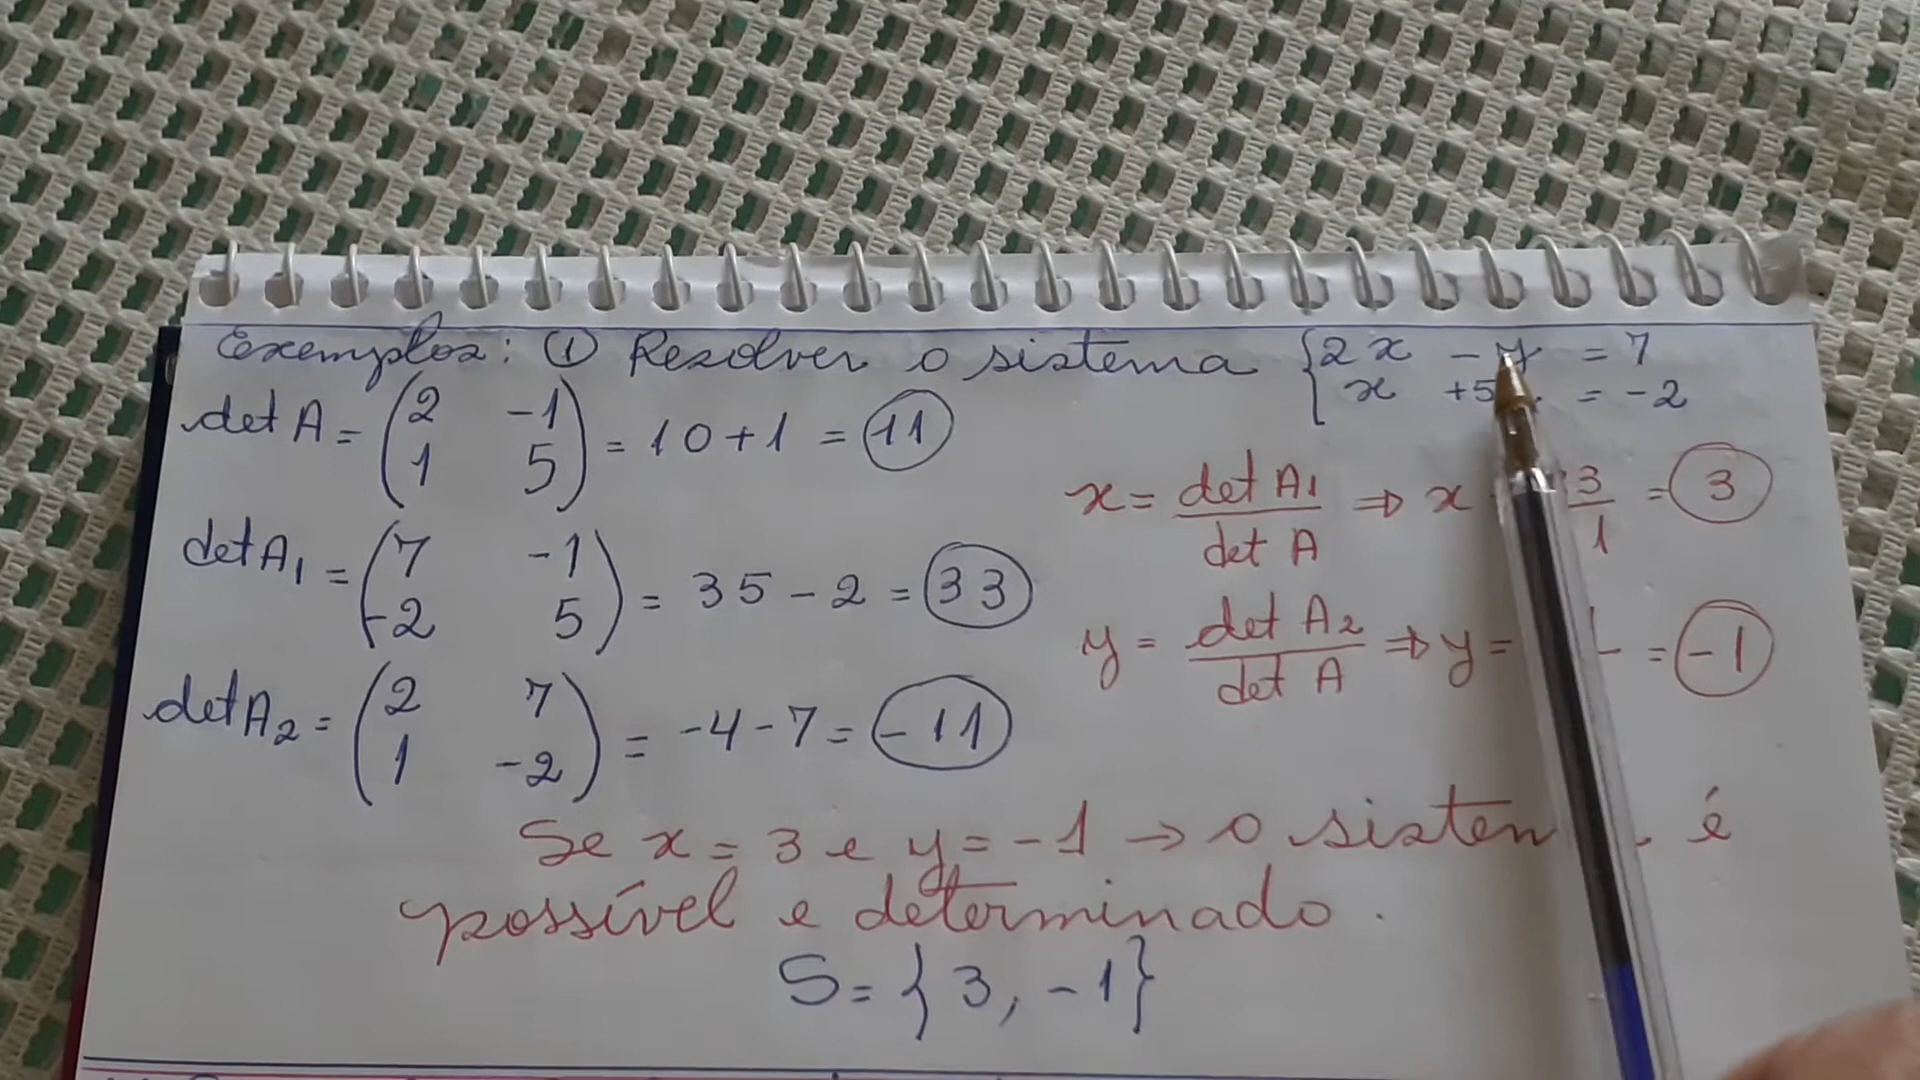 Exemplos: ① Resolver o sistema {2x - y = 7
x +5 = -2
det A = (2 -1
1 5) = 10+1 = 11
x = det A1 / det A ⇒ x 3/1 = 3
det A1 = (7 -1
-2 5) = 35 - 2 = 33
y = det A2 / det A ⇒ y = = -1
det A2 = (2 7
1 -2) = -4-7 = -11
Se x = 3 e y = -1 → o é
possível e determinado.
S = {3, -1}